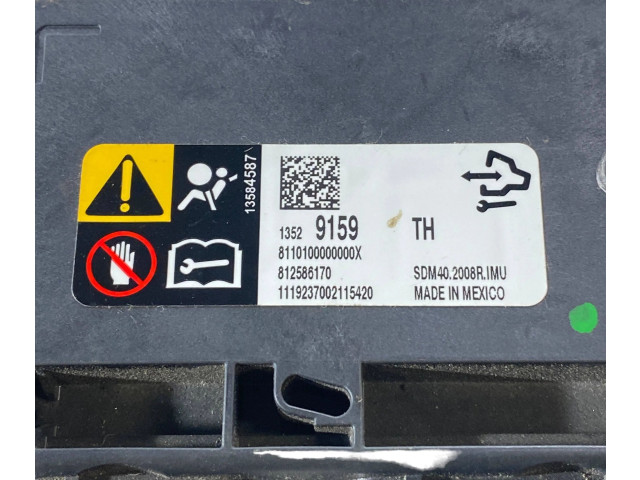 13584587
1352 9159 TH
8110100000000X
812586170 SDM40.2008R.IMU
1119237002115420 MADE IN MEXICO